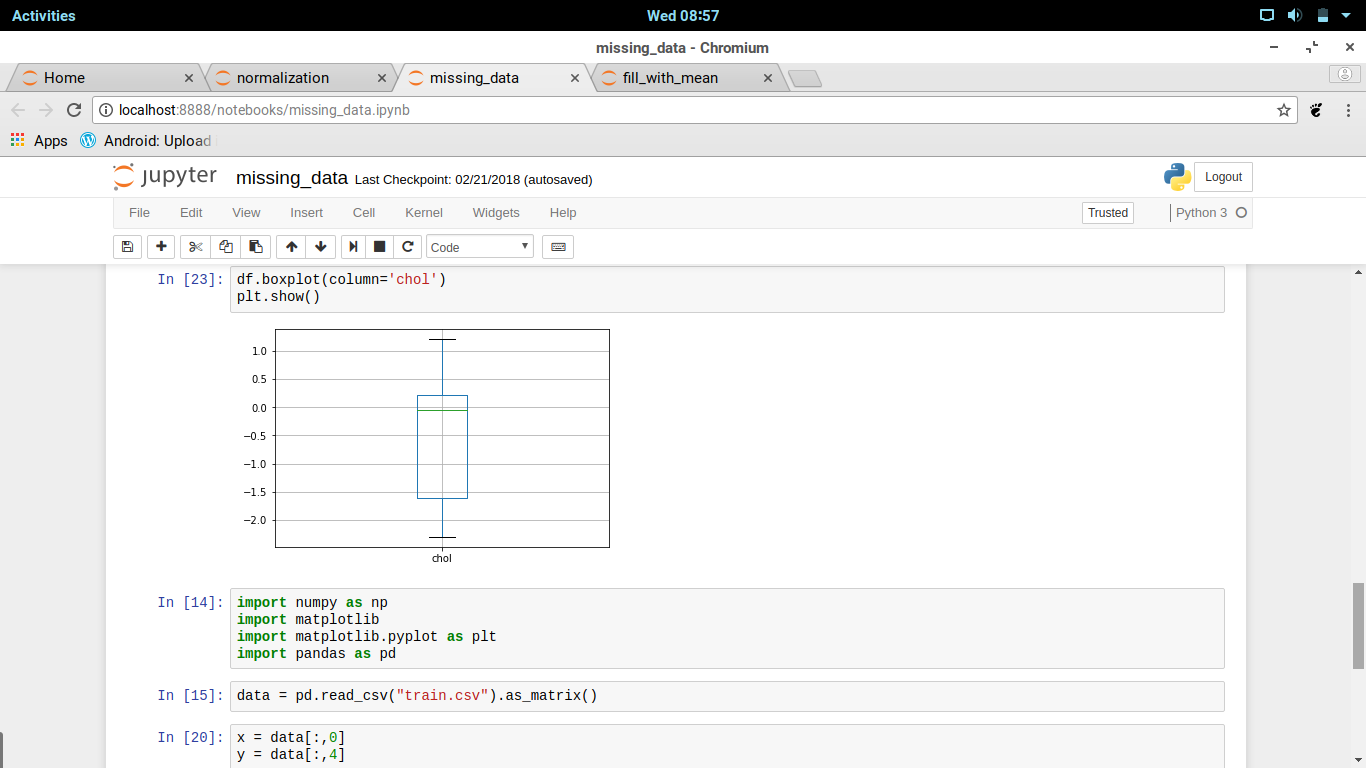 Activities
Wed 08:57
missing_data - Chromium
Home
normalization
missing_data
fill_with_mean
localhost:8888/notebooks/missing_data.ipynb
Apps
Android: Upload
jupyter
missing_data Last Checkpoint: 02/21/2018 (autosaved)
Logout
File Edit View Insert Cell Kernel Widgets Help
Trusted
Python 3
Code
In [23]: df.boxplot(column='chol')
plt.show()
1.0
0.5
0.0
−0.5
−1.0
−1.5
−2.0
chol
In [14]: import numpy as np
import matplotlib
import matplotlib.pyplot as plt
import pandas as pd
In [15]: data = pd.read_csv("train.csv").as_matrix()
In [20]: x = data[:,0]
y = data[:,4]